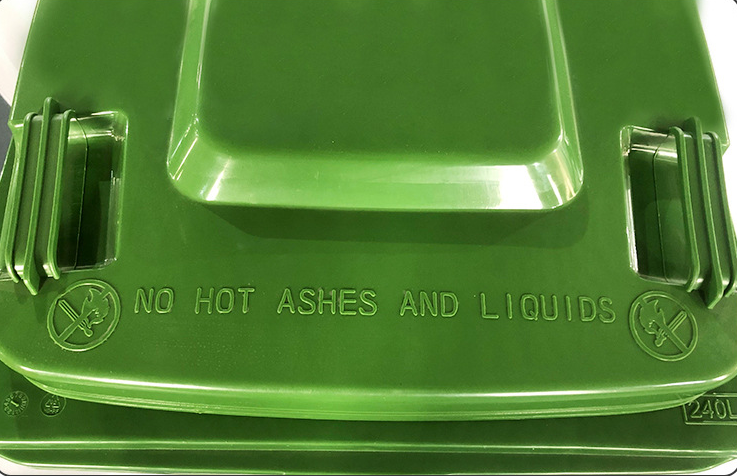 NO HOT ASHES AND LIQUIDS
240L